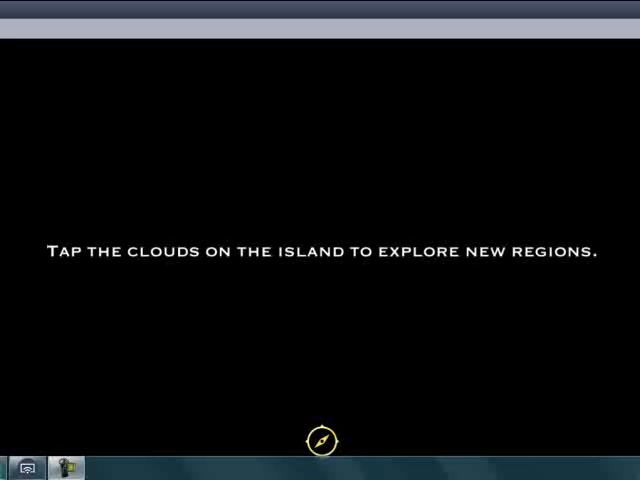 Tap the clouds on the island to explore new regions.